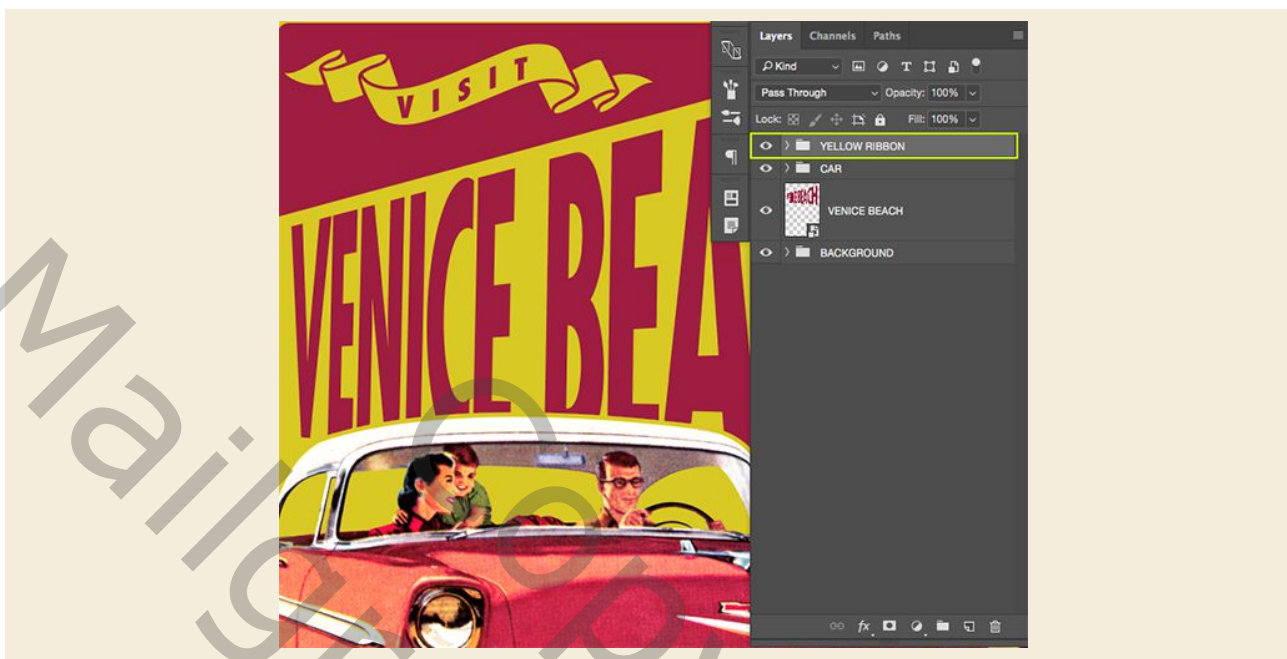 VISIT
VENICE BEA
Layers Channels Paths
Kind
Pass Through Opacity: 100%
Lock: Fill: 100%
YELLOW RIBBON
CAR
VENICE BEACH
BACKGROUND
fx